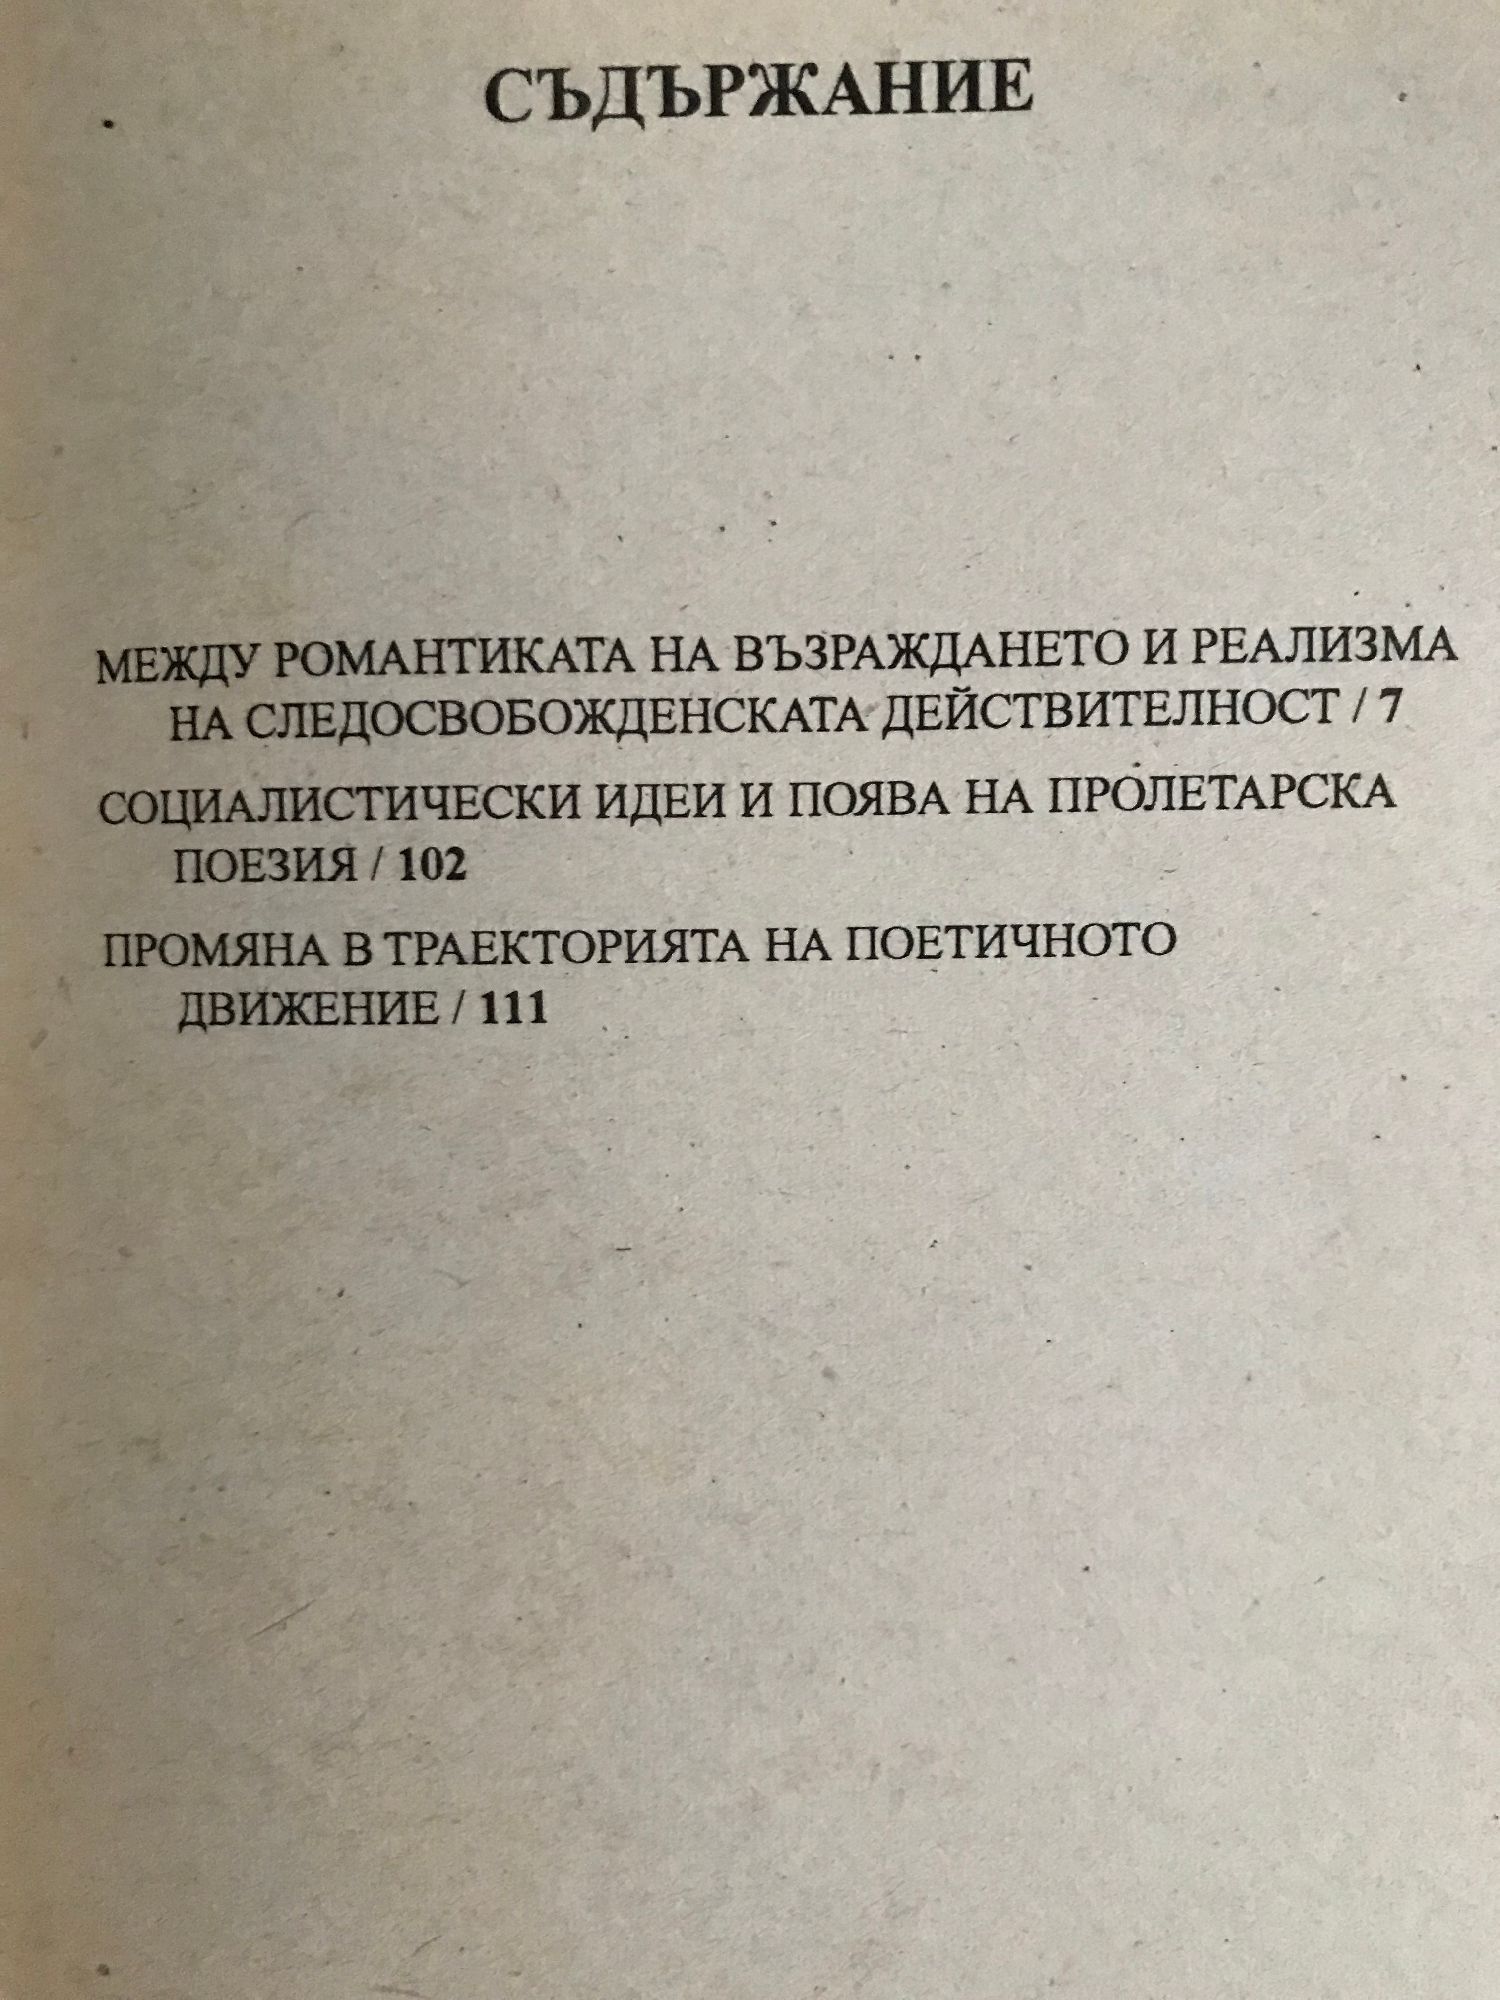 СЪДЪРЖАНИЕ
МЕЖДУ РОМАНТИКАТА НА ВЪЗРАЖДАНЕТО И РЕАЛИЗМА
НА СЛЕДОСВОБОЖДЕНСКАТА ДЕЙСТВИТЕЛНОСТ / 7
СОЦИАЛИСТИЧЕСКИ ИДЕИ И ПОЯВА НА ПРОЛЕТАРСКА
ПОЕЗИЯ / 102
ПРОМЯНА В ТРАЕКТОРИЯТА НА ПОЕТИЧНОТО
ДВИЖЕНИЕ / 111